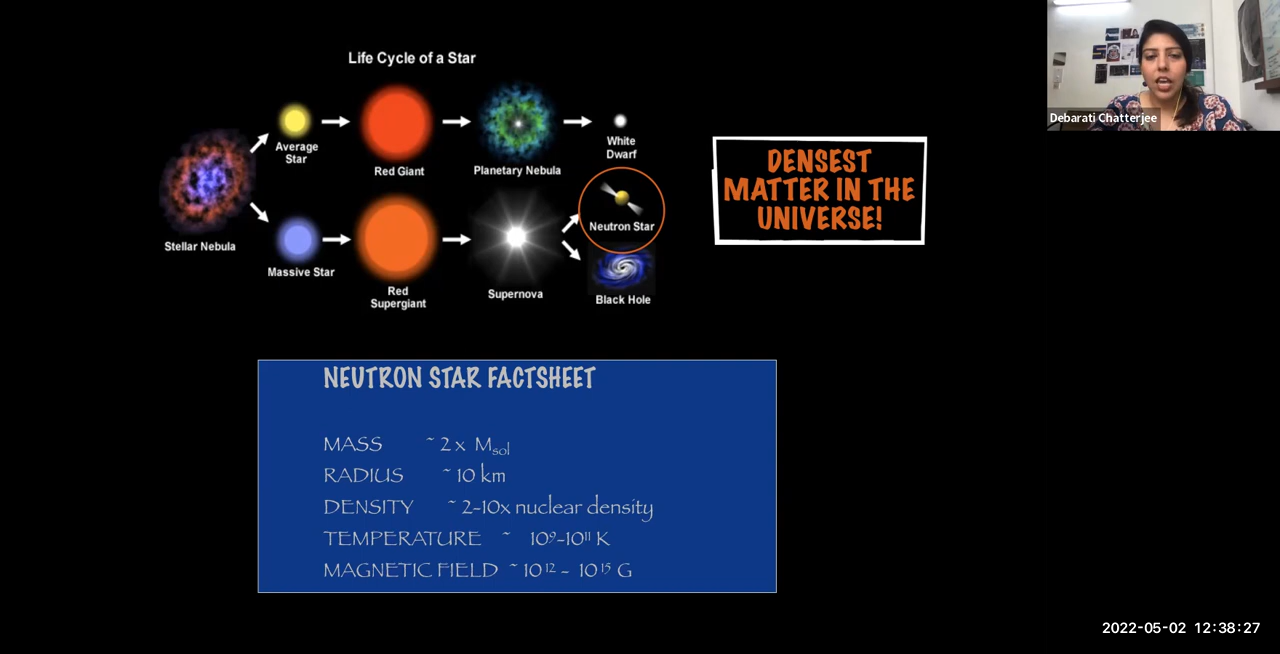 Life Cycle of a Star
Average
Star
Red Giant
Planetary Nebula
White
Dwarf
Stellar Nebula
Massive Star
Red
Supergiant
Supernova
Neutron Star
Black Hole
DENSEST
MATTER IN THE
UNIVERSE!
Debarati Chatterjee
NEUTRON STAR FACTSHEET
MASS ~ 2 x M_sol
RADIUS ~ 10 km
DENSITY ~ 2-10x nuclear density
TEMPERATURE ~ 10⁹-10¹¹ K
MAGNETIC FIELD ~ 10¹² - 10¹⁵ G
2022-05-02 12:38:27